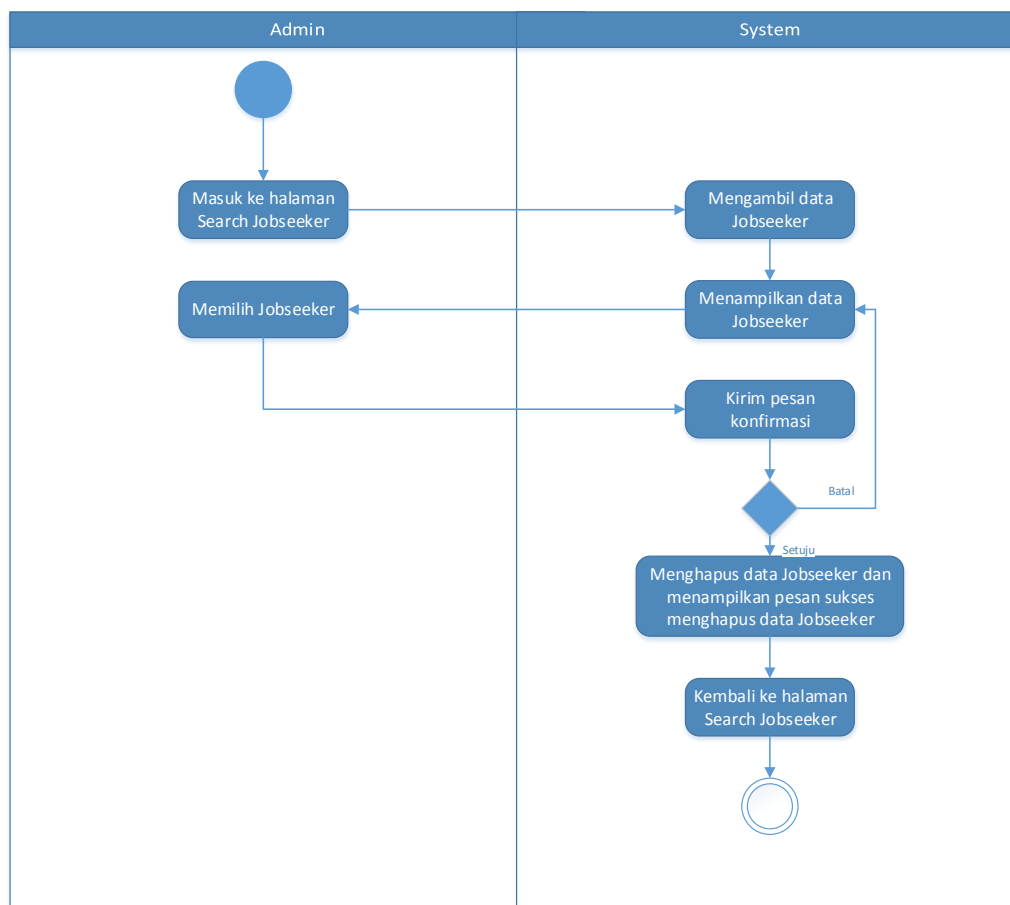 Admin
System
Masuk ke halaman
Search Jobseeker
Mengambil data
Jobseeker
Memilih Jobseeker
Menampilkan data
Jobseeker
Kirim pesan
konfirmasi
Batal
Setuju
Menghapus data Jobseeker dan
menampilkan pesan sukses
menghapus data Jobseeker
Kembali ke halaman
Search Jobseeker